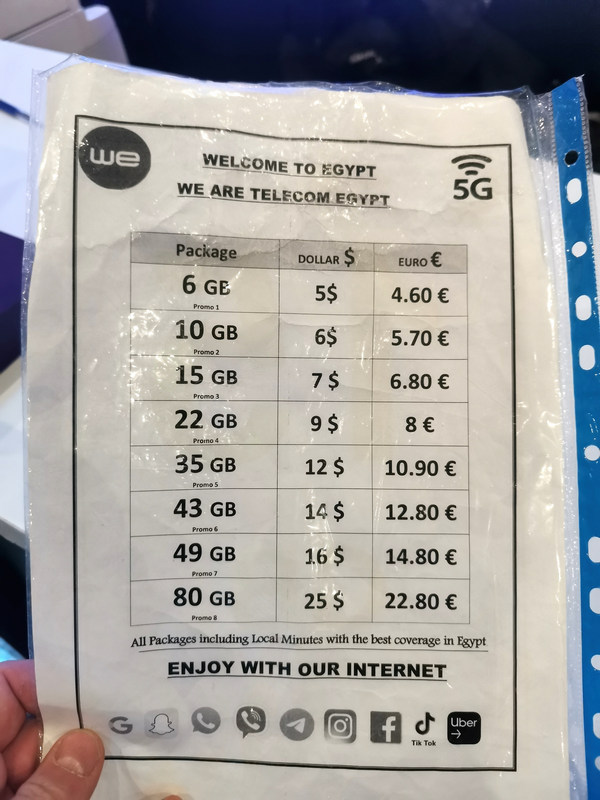 we
WELCOME TO EGYPT
WE ARE TELECOM EGYPT
5G
Package DOLLAR $ EURO €
6 GB 5$ 4.60 €
Promo 1
10 GB 6$ 5.70 €
Promo 2
15 GB 7 $ 6.80 €
Promo 3
22 GB 9 $ 8 €
Promo 4
35 GB 12 $ 10.90 €
Promo 5
43 GB 14 $ 12.80 €
Promo 6
49 GB 16 $ 14.80 €
Promo 7
80 GB 25 $ 22.80 €
Promo 8
All Packages including Local Minutes with the best coverage in Egypt
ENJOY WITH OUR INTERNET
Tik Tok
Uber